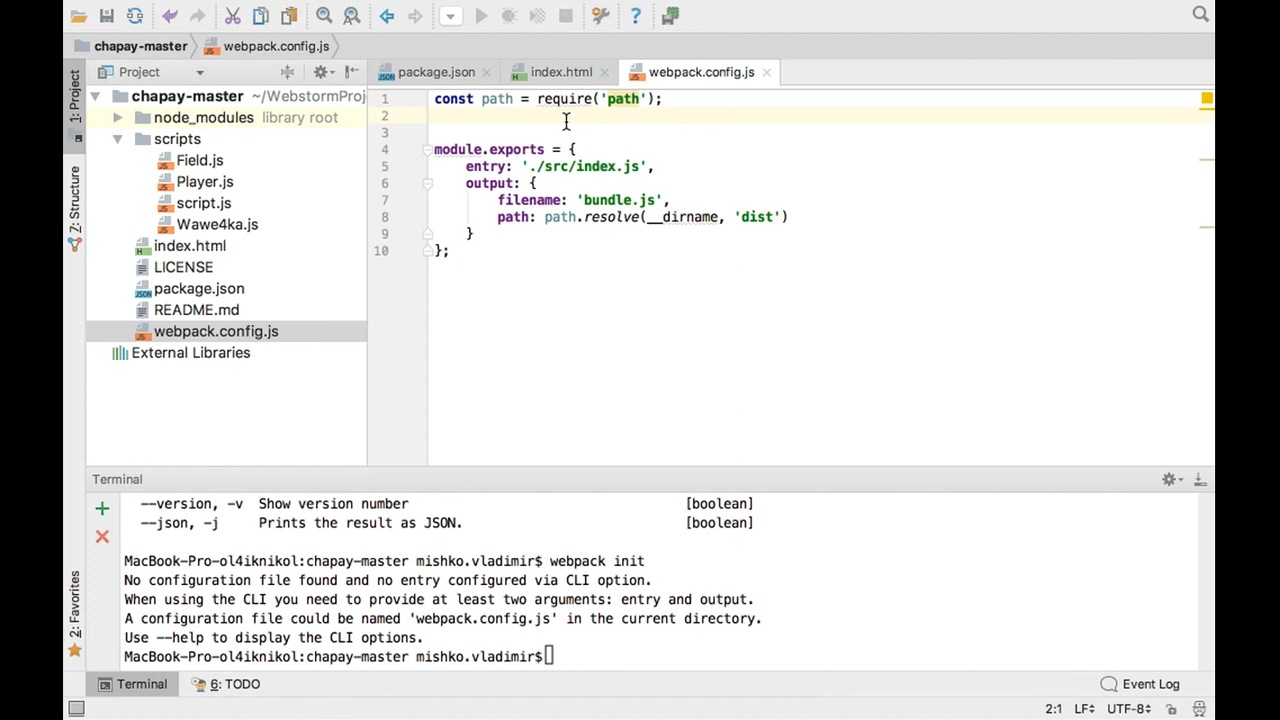 chapay-master
webpack.config.js
1: Project
Project
package.json
index.html
webpack.config.js
chapay-master ~/WebstormProj
node_modules library root
scripts
Field.js
Player.js
script.js
Wawe4ka.js
index.html
LICENSE
package.json
README.md
webpack.config.js
External Libraries
7: Structure
2: Favorites
1 const path = require('path');
2
3
4 module.exports = {
5 entry: './src/index.js',
6 output: {
7 filename: 'bundle.js',
8 path: path.resolve(__dirname, 'dist')
9 }
10 };
Terminal
--version, -v Show version number [boolean]
--json, -j Prints the result as JSON. [boolean]
MacBook-Pro-ol4iknikol:chapay-master mishko.vladimir$ webpack init
No configuration file found and no entry configured via CLI option.
When using the CLI you need to provide at least two arguments: entry and output.
A configuration file could be named 'webpack.config.js' in the current directory.
Use --help to display the CLI options.
MacBook-Pro-ol4iknikol:chapay-master mishko.vladimir$
Terminal
6: TODO
Event Log
2:1 LF UTF-8